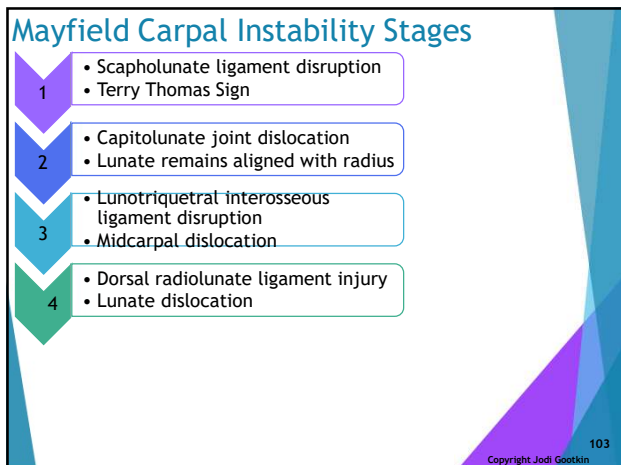 Mayfield Carpal Instability Stages
1
• Scapholunate ligament disruption
• Terry Thomas Sign
2
• Capitolunate joint dislocation
• Lunate remains aligned with radius
3
• Lunotriquetral interosseous
ligament disruption
• Midcarpal dislocation
4
• Dorsal radiolunate ligament injury
• Lunate dislocation
103
Copyright Jodi Gootkin